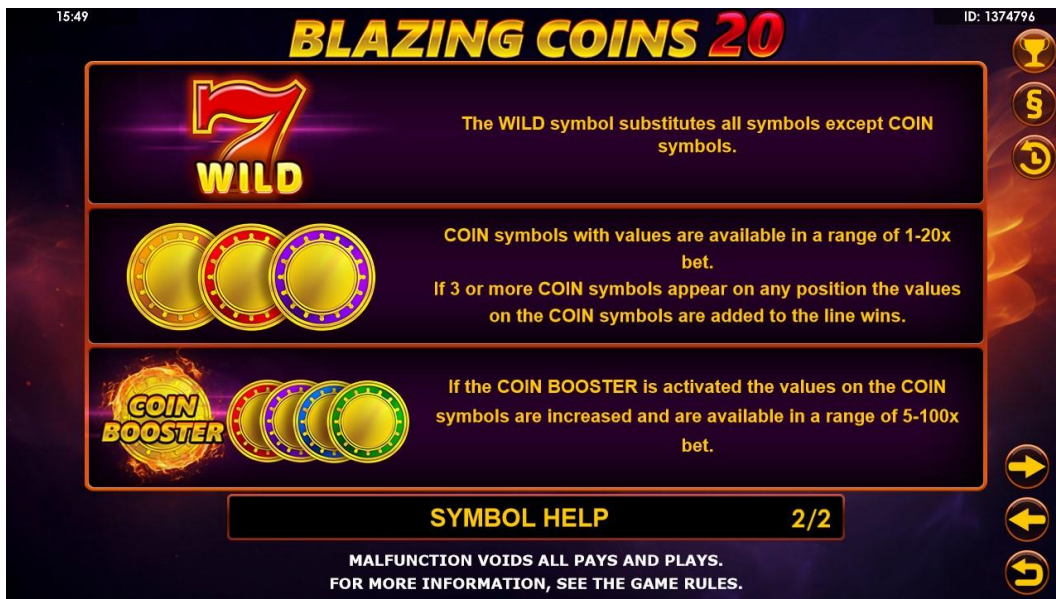 15:49
ID: 1374796
BLAZING COINS 20
7
WILD
The WILD symbol substitutes all symbols except COIN
symbols.
COIN symbols with values are available in a range of 1-20x
bet.
If 3 or more COIN symbols appear on any position the values
on the COIN symbols are added to the line wins.
COIN
BOOSTER
If the COIN BOOSTER is activated the values on the COIN
symbols are increased and are available in a range of 5-100x
bet.
SYMBOL HELP 2/2
MALFUNCTION VOIDS ALL PAYS AND PLAYS.
FOR MORE INFORMATION, SEE THE GAME RULES.
§